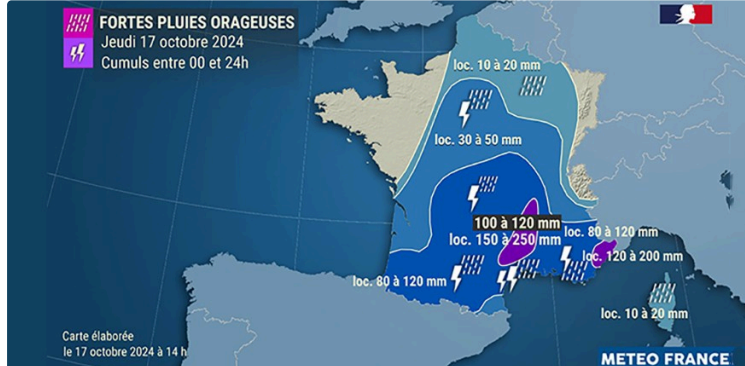 FORTES PLUIES ORAGEUSES
Jeudi 17 octobre 2024
Cumuls entre 00 et 24h
loc. 10 à 20 mm
loc. 30 à 50 mm
100 à 120 mm
loc. 150 à 250 mm
loc. 80 à 120 mm
loc. 120 à 200 mm
loc. 80 à 120 mm
loc. 10 à 20 mm
Carte élaborée
le 17 octobre 2024 à 14 h
METEO FRANCE